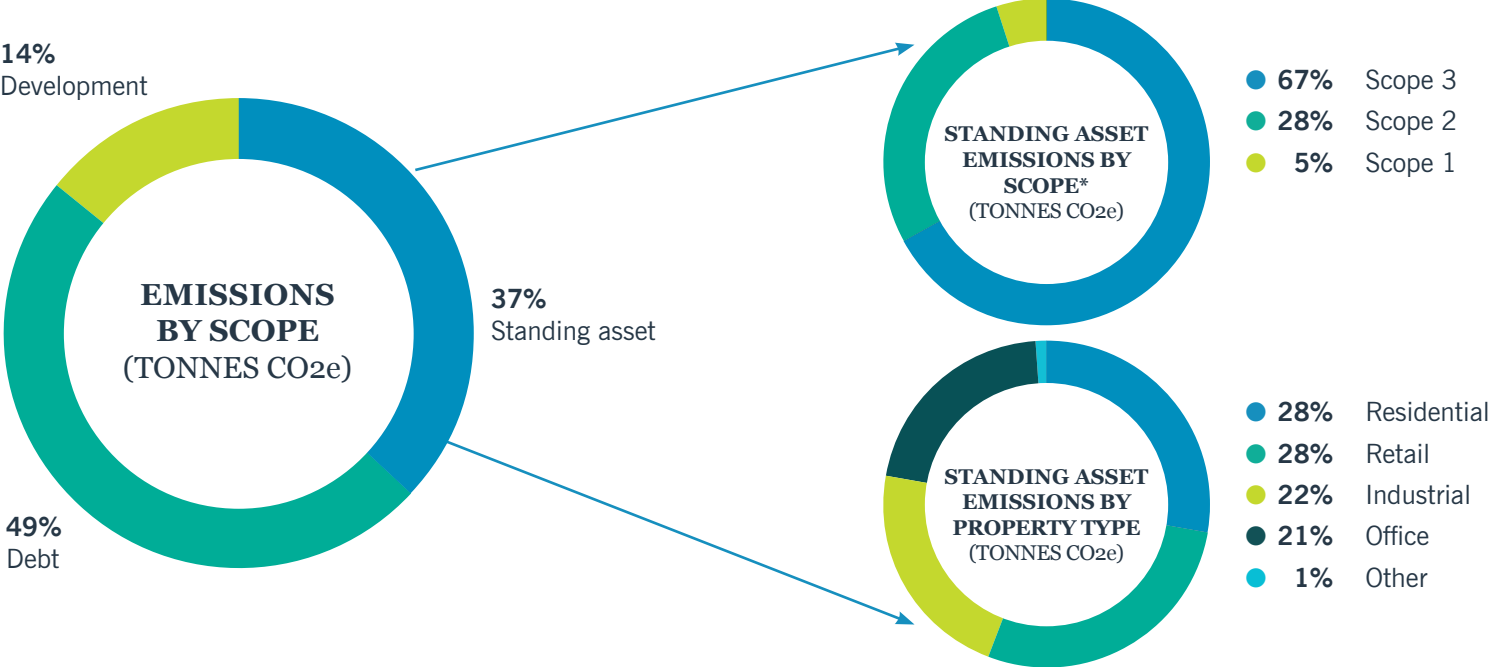 14%
Development
EMISSIONS
BY SCOPE
(TONNES CO2e)
37%
Standing asset
49%
Debt
STANDING ASSET
EMISSIONS BY
SCOPE*
(TONNES CO2e)
67% Scope 3
28% Scope 2
5% Scope 1
STANDING ASSET
EMISSIONS BY
PROPERTY TYPE
(TONNES CO2e)
28% Residential
28% Retail
22% Industrial
21% Office
1% Other